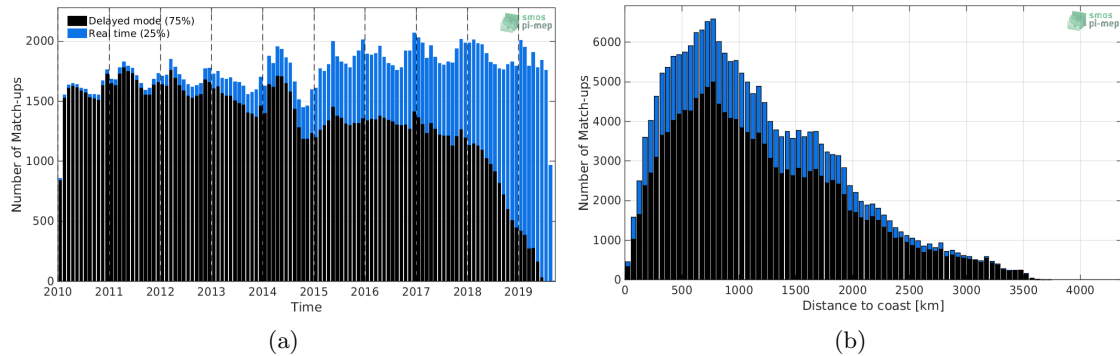 Delayed mode (75%)
Real time (25%)
smos
pi-mep
2000
1500
1000
500
0
Number of Match-ups
2010 2011 2012 2013 2014 2015 2016 2017 2018 2019
Time
(a)
smos
pi-mep
6000
5000
4000
3000
2000
1000
0
Number of Match-ups
0 500 1000 1500 2000 2500 3000 3500 4000
Distance to coast [km]
(b)